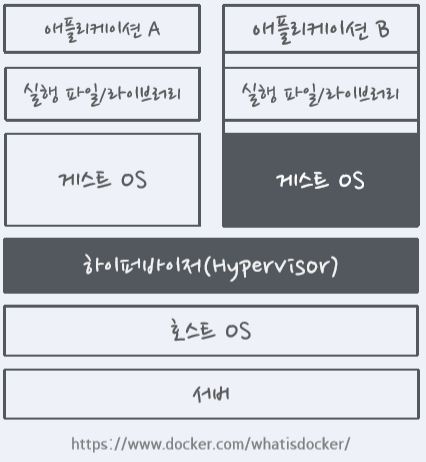 애플리케이션 A
애플리케이션 B
실행 파일/라이브러리
실행 파일/라이브러리
게스트 OS
게스트 OS
하이퍼바이저(Hypervisor)
호스트 OS
서버
https://www.docker.com/whatisdocker/